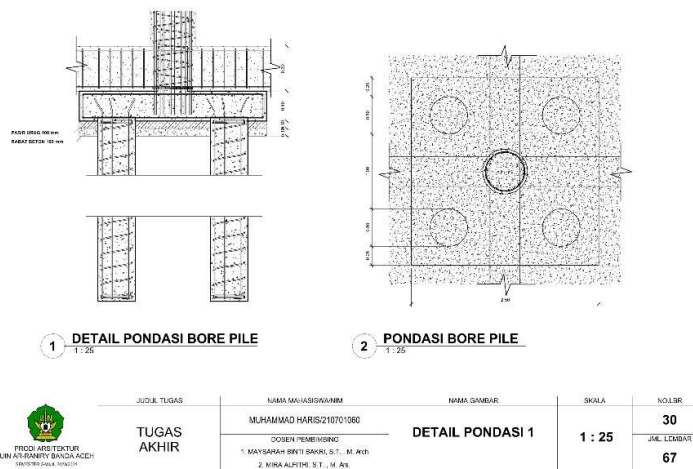 PASIR URUG 100 mm
RABAT BETON 100 mm
1
DETAIL PONDASI BORE PILE
1 : 25
2
PONDASI BORE PILE
1 : 25
2.50
PRODI ARSITEKTUR
UIN AR-RANIRY BANDA ACEH
JUDUL TUGAS
TUGAS
AKHIR
NAMA MAHASISWA/NIM
MUHAMMAD HARIS/210701060
DOSEN PEMBIMBING
1. MAYSARAH BINTI BAKRI, S.T. , M. Arch
2. MIRA ALFITRI, S.T. , M. Ars.
NAMA GAMBAR
DETAIL PONDASI 1
SKALA
1 : 25
NO.LBR
30
JML. LEMBAR
67